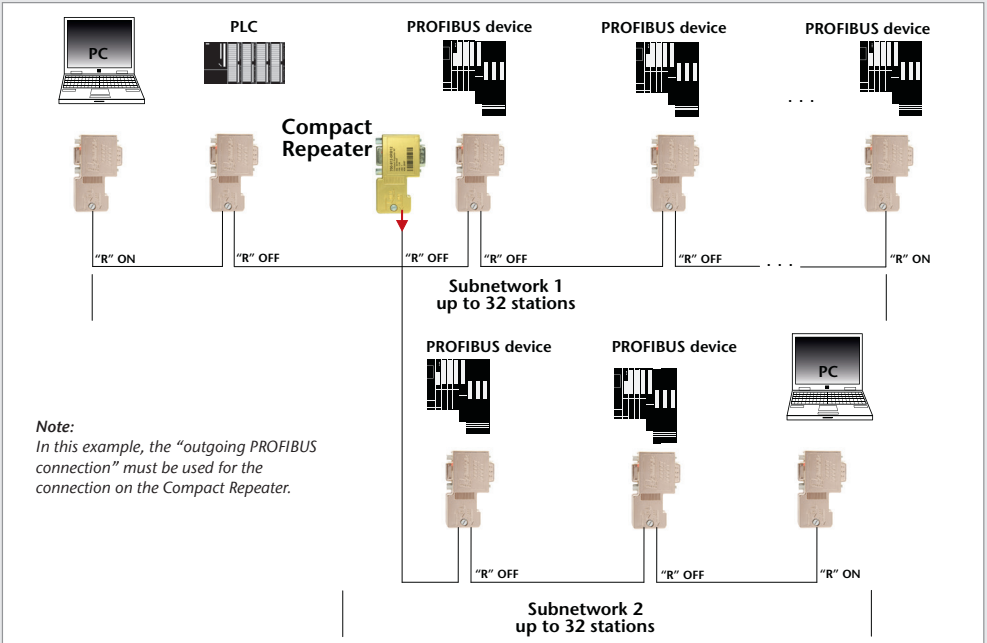 PC
PLC
PROFIBUS device
PROFIBUS device
PROFIBUS device
. . .
Compact
Repeater
"R" ON
"R" OFF
"R" OFF
"R" OFF
"R" OFF
. . .
"R" ON
Subnetwork 1
up to 32 stations
PROFIBUS device
PROFIBUS device
PC
Note:
In this example, the “outgoing PROFIBUS
connection” must be used for the
connection on the Compact Repeater.
"R" OFF
"R" OFF
"R" ON
Subnetwork 2
up to 32 stations